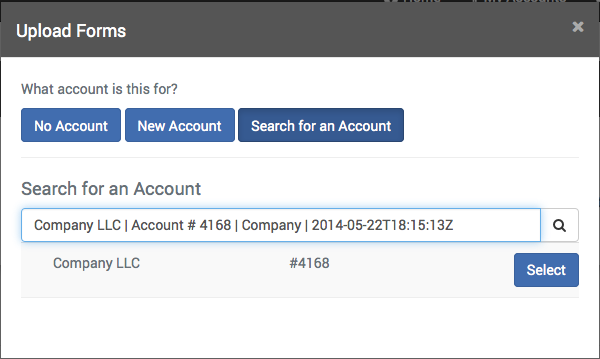 Upload Forms
×
What account is this for?
No Account New Account Search for an Account
Search for an Account
Company LLC | Account # 4168 | Company | 2014-05-22T18:15:13Z
Company LLC #4168 Select